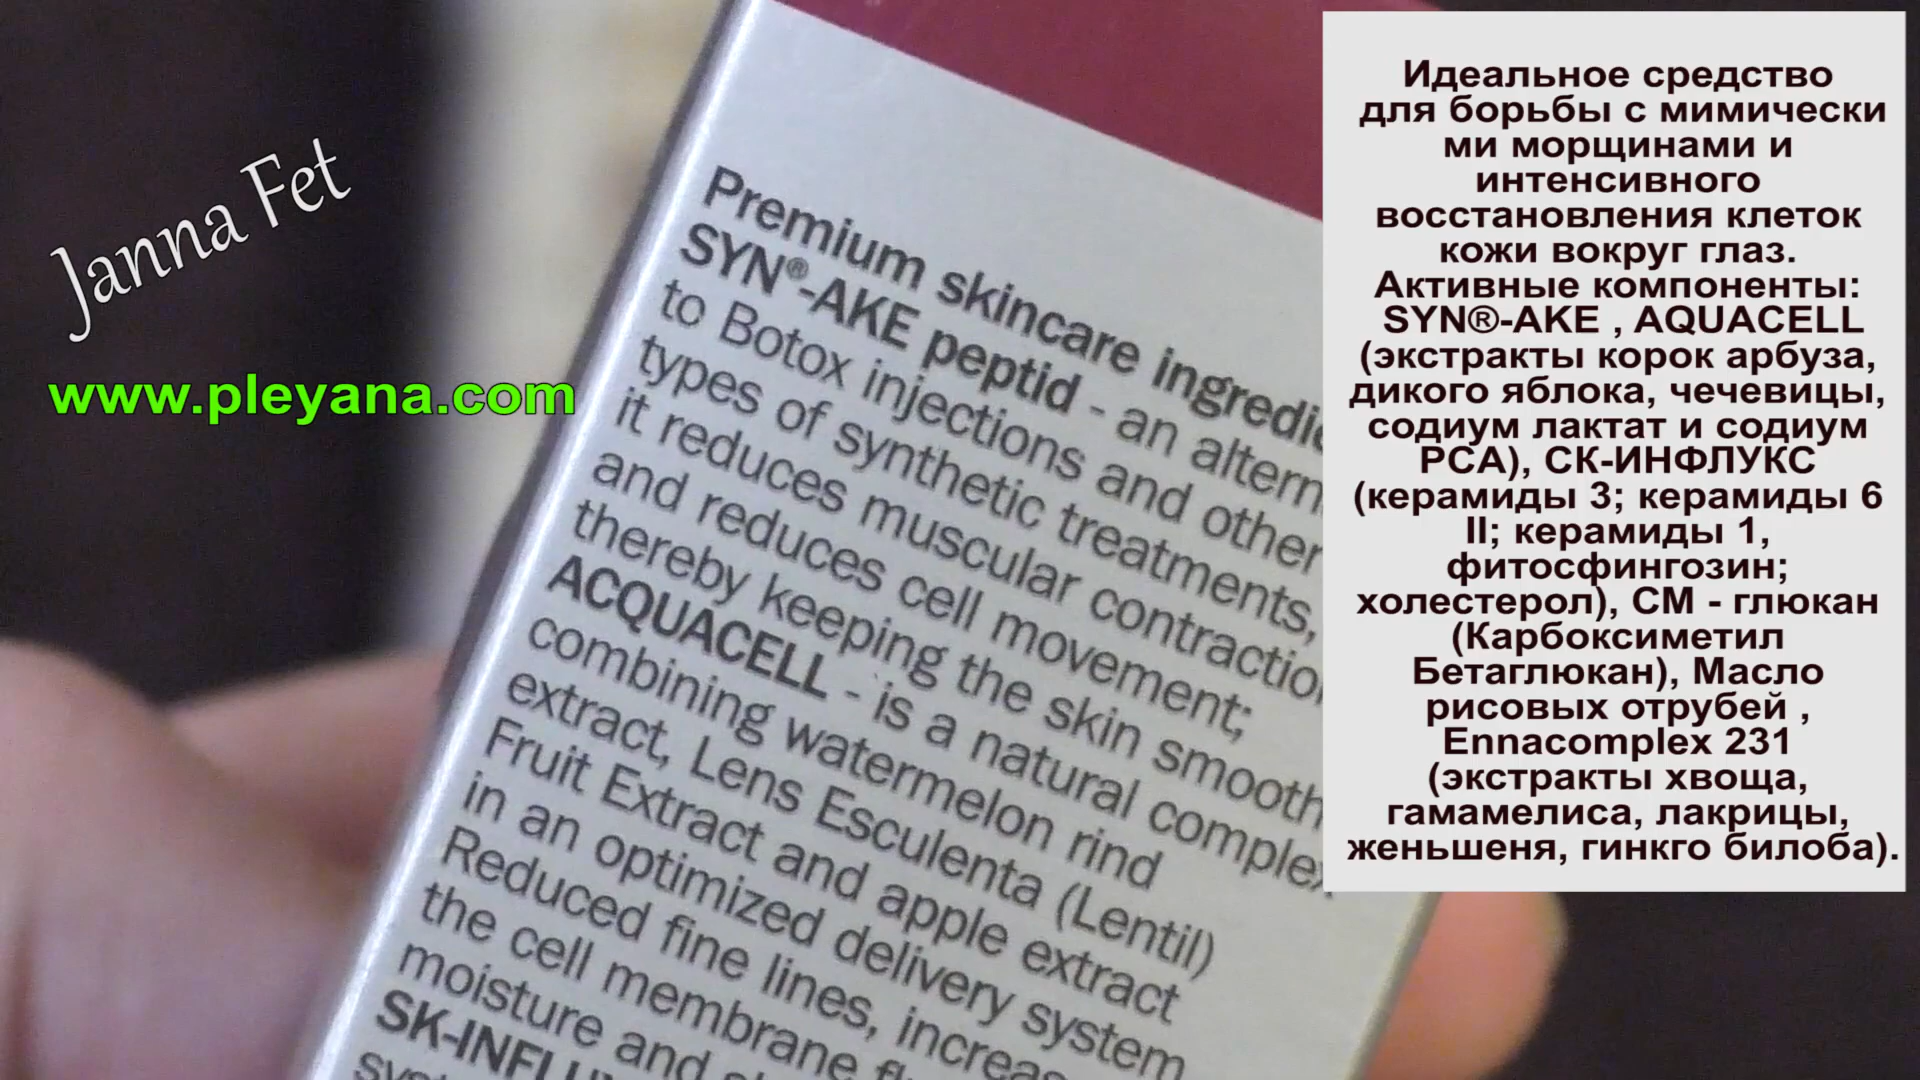 Janna Fet
www.pleyana.com
Premium skincare
SYN®-AKE peptid - an
to Botox injections and other
types of synthetic treatments,
it reduces muscular
and reduces cell movement;
thereby keeping the skin smooth
ACQUACELL - is a natural complex
combining watermelon rind
extract, Lens Esculenta (Lentil)
Fruit Extract and apple extract
in an optimized delivery system
Reduced fine lines,
the cell membrane
moisture and
Идеальное средство
для борьбы с мимически
ми морщинами и
интенсивного
восстановления клеток
кожи вокруг глаз.
Активные компоненты:
SYN®-AKE , AQUACELL
(экстракты корок арбуза,
дикого яблока, чечевицы,
содиум лактат и содиум
PCA), СК-ИНФЛУКС
(керамиды 3; керамиды 6
II; керамиды 1,
фитосфингозин;
холестерол), СМ - глюкан
(Карбоксиметил
Бетаглюкан), Масло
рисовых отрубей ,
Ennacomplex 231
(экстракты хвоща,
гамамелиса, лакрицы,
женьшеня, гинкго билоба).